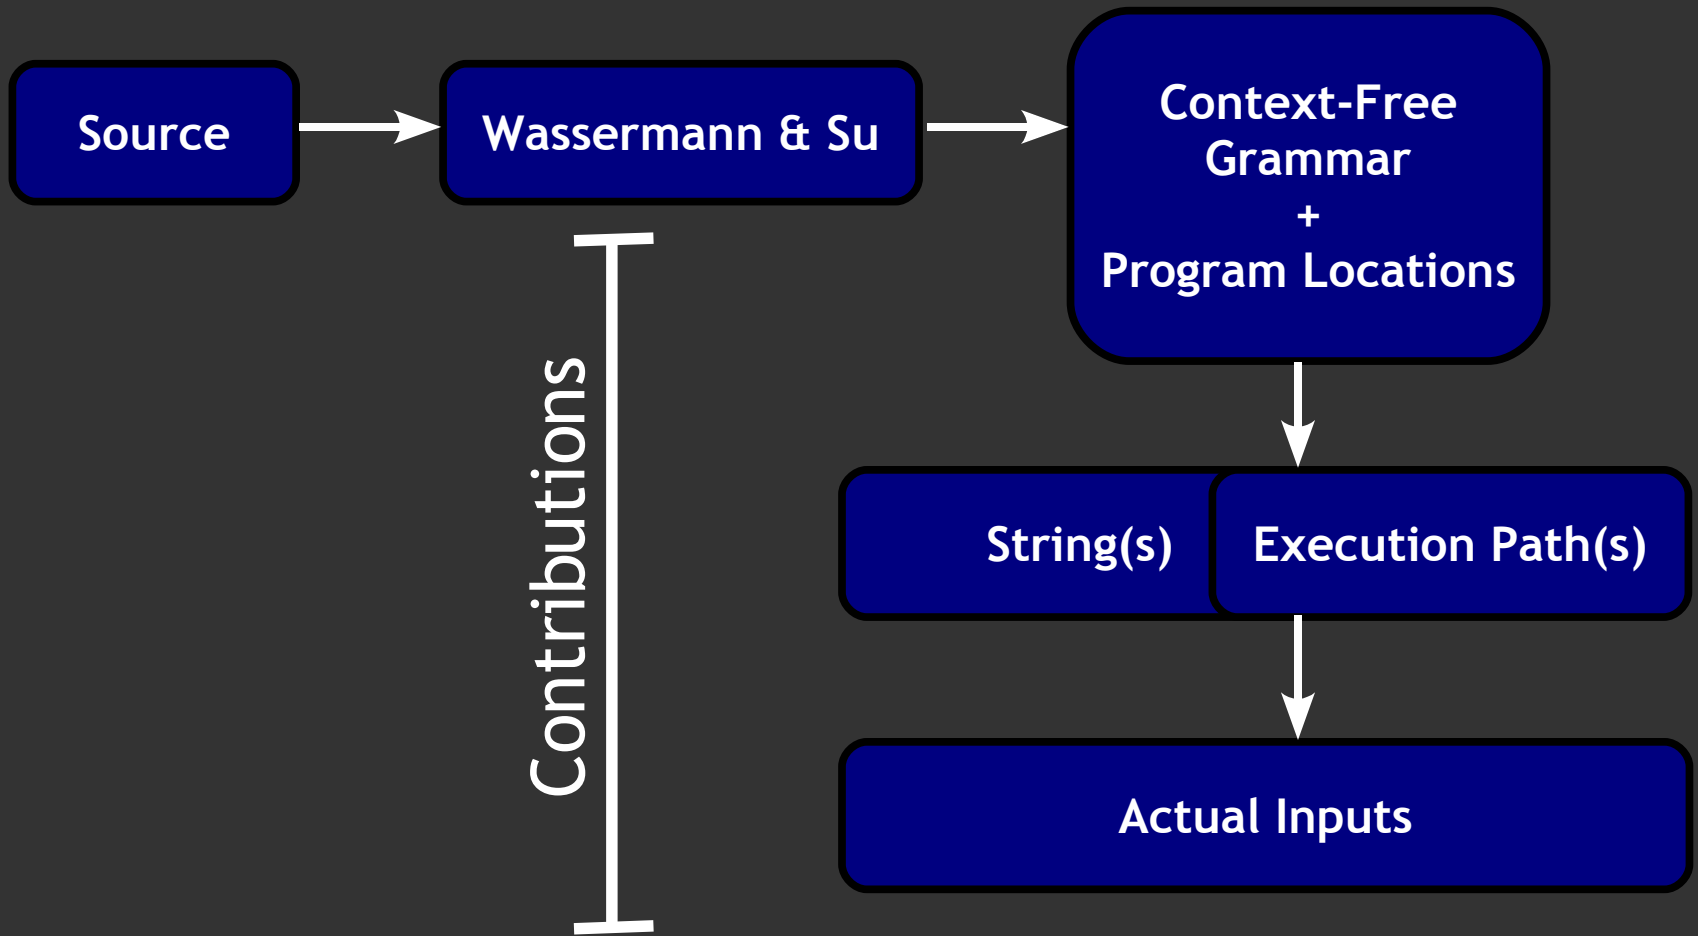 Source
Wassermann & Su
Context-Free
Grammar
+
Program Locations
Contributions
String(s)
Execution Path(s)
Actual Inputs